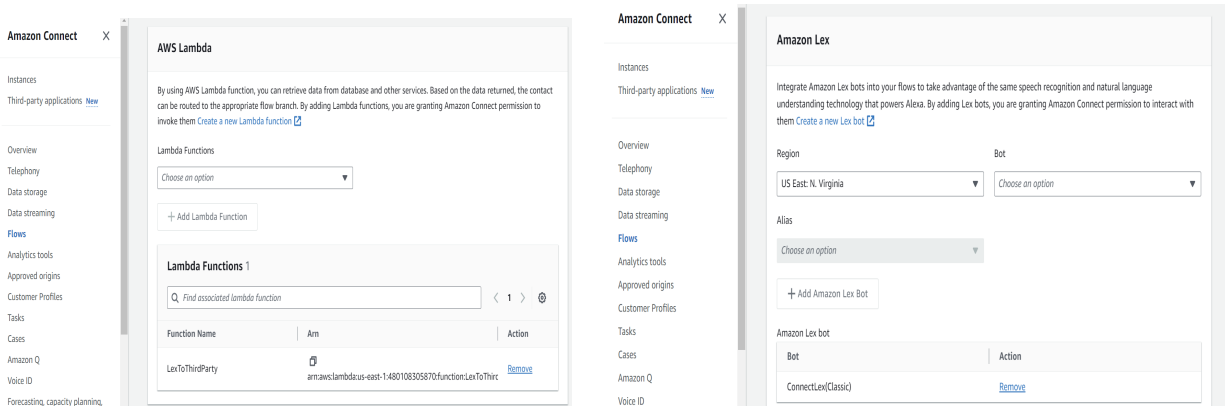 Amazon Connect X
Instances
Third-party applications New
Overview
Telephony
Data storage
Data streaming
Flows
Analytics tools
Approved origins
Customer Profiles
Tasks
Cases
Amazon Q
Voice ID
Forecasting, capacity planning,
AWS Lambda
By using AWS Lambda function, you can retrieve data from database and other services. Based on the data returned, the contact
can be routed to the appropriate flow branch. By adding Lambda functions, you are granting Amazon Connect permission to
invoke them Create a new Lambda function
Lambda Functions
Choose an option
+ Add Lambda Function
Lambda Functions 1
Find associated lambda function
< 1 >
Function Name Arn Action
LexToThirdParty arn:aws:lambda:us-east-1:480108305870:function:LexToThirc Remove
Amazon Connect X
Instances
Third-party applications New
Overview
Telephony
Data storage
Data streaming
Flows
Analytics tools
Approved origins
Customer Profiles
Tasks
Cases
Amazon Q
Voice ID
Amazon Lex
Integrate Amazon Lex bots into your flows to take advantage of the same speech recognition and natural language
understanding technology that powers Alexa. By adding Lex bots, you are granting Amazon Connect permission to interact with
them Create a new Lex bot
Region Bot
US East: N. Virginia Choose an option
Alias
Choose an option
+ Add Amazon Lex Bot
Amazon Lex bot
Bot Action
ConnectLex(Classic) Remove